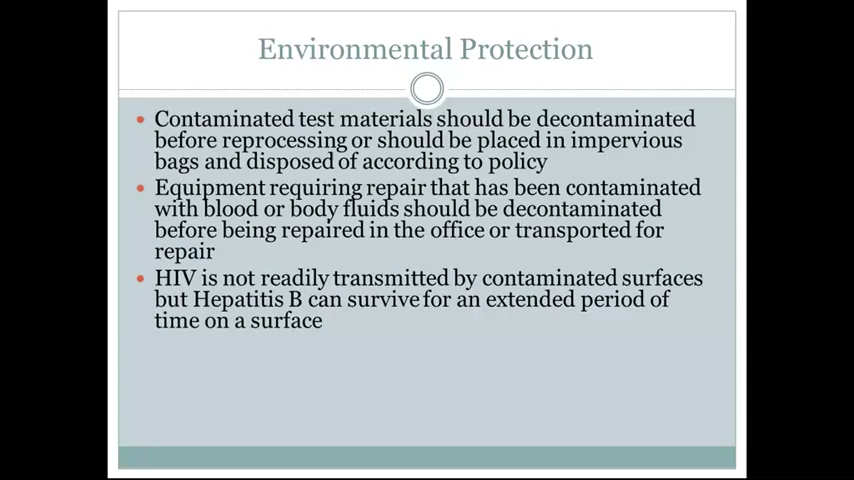 Environmental Protection
• Contaminated test materials should be decontaminated
before reprocessing or should be placed in impervious
bags and disposed of according to policy
• Equipment requiring repair that has been contaminated
with blood or body fluids should be decontaminated
before being repaired in the office or transported for
repair
• HIV is not readily transmitted by contaminated surfaces
but Hepatitis B can survive for an extended period of
time on a surface